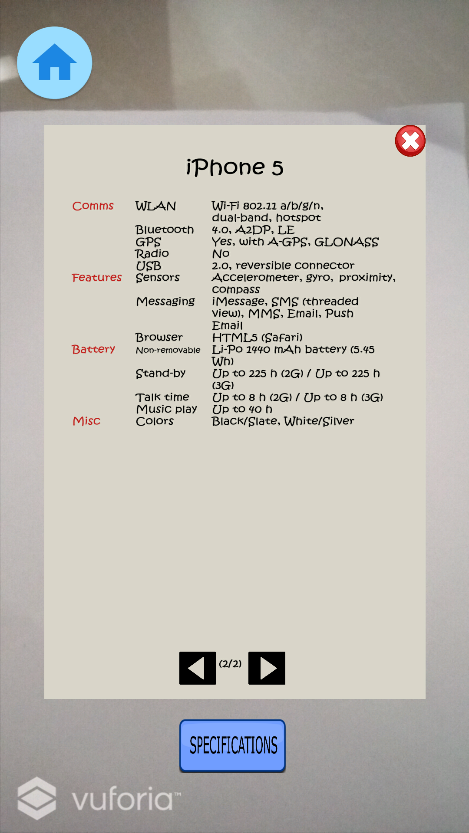 iPhone 5
Comms WLAN Wi-Fi 802.11 a/b/g/n,
dual-band, hotspot
Bluetooth 4.0, A2DP, LE
GPS Yes, with A-GPS, GLONASS
Radio No
USB 2.0, reversible connector
Features Sensors Accelerometer, gyro, proximity,
compass
Messaging iMessage, SMS (threaded
view), MMS, Email, Push
Email
Browser HTML5 (Safari)
Battery Non-removable Li-Po 1440 mAh battery (5.45
Wh)
Stand-by Up to 225 h (2G) / Up to 225 h
(3G)
Talk time Up to 8 h (2G) / Up to 8 h (3G)
Music play Up to 40 h
Misc Colors Black/Slate, White/Silver
(2/2)
SPECIFICATIONS
vuforia™